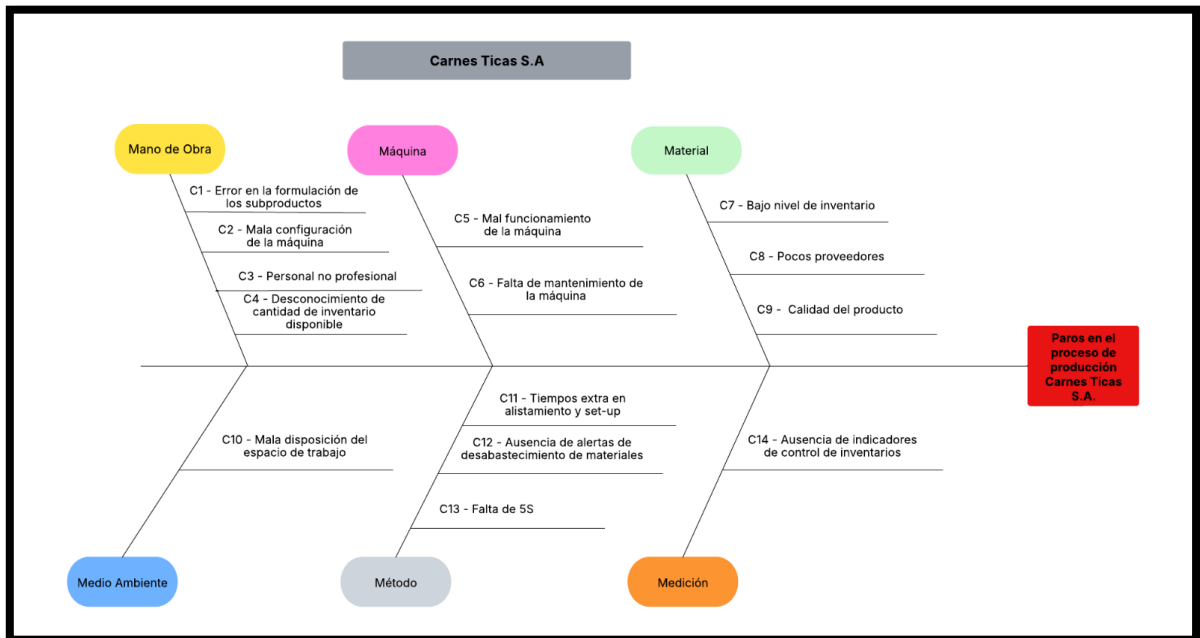 Carnes Ticas S.A
Mano de Obra
Máquina
Material
C1 - Error en la formulación de
los subproductos
C2 - Mala configuración
de la máquina
C3 - Personal no profesional
C4 - Desconocimiento de
cantidad de inventario
disponible
C5 - Mal funcionamiento
de la máquina
C6 - Falta de mantenimiento de
la máquina
C7 - Bajo nivel de inventario
C8 - Pocos proveedores
C9 - Calidad del producto
Paros en el
proceso de
producción
Carnes Ticas
S.A.
C10 - Mala disposición del
espacio de trabajo
C11 - Tiempos extra en
alistamiento y set-up
C12 - Ausencia de alertas de
desabastecimiento de materiales
C13 - Falta de 5S
C14 - Ausencia de indicadores
de control de inventarios
Medio Ambiente
Método
Medición